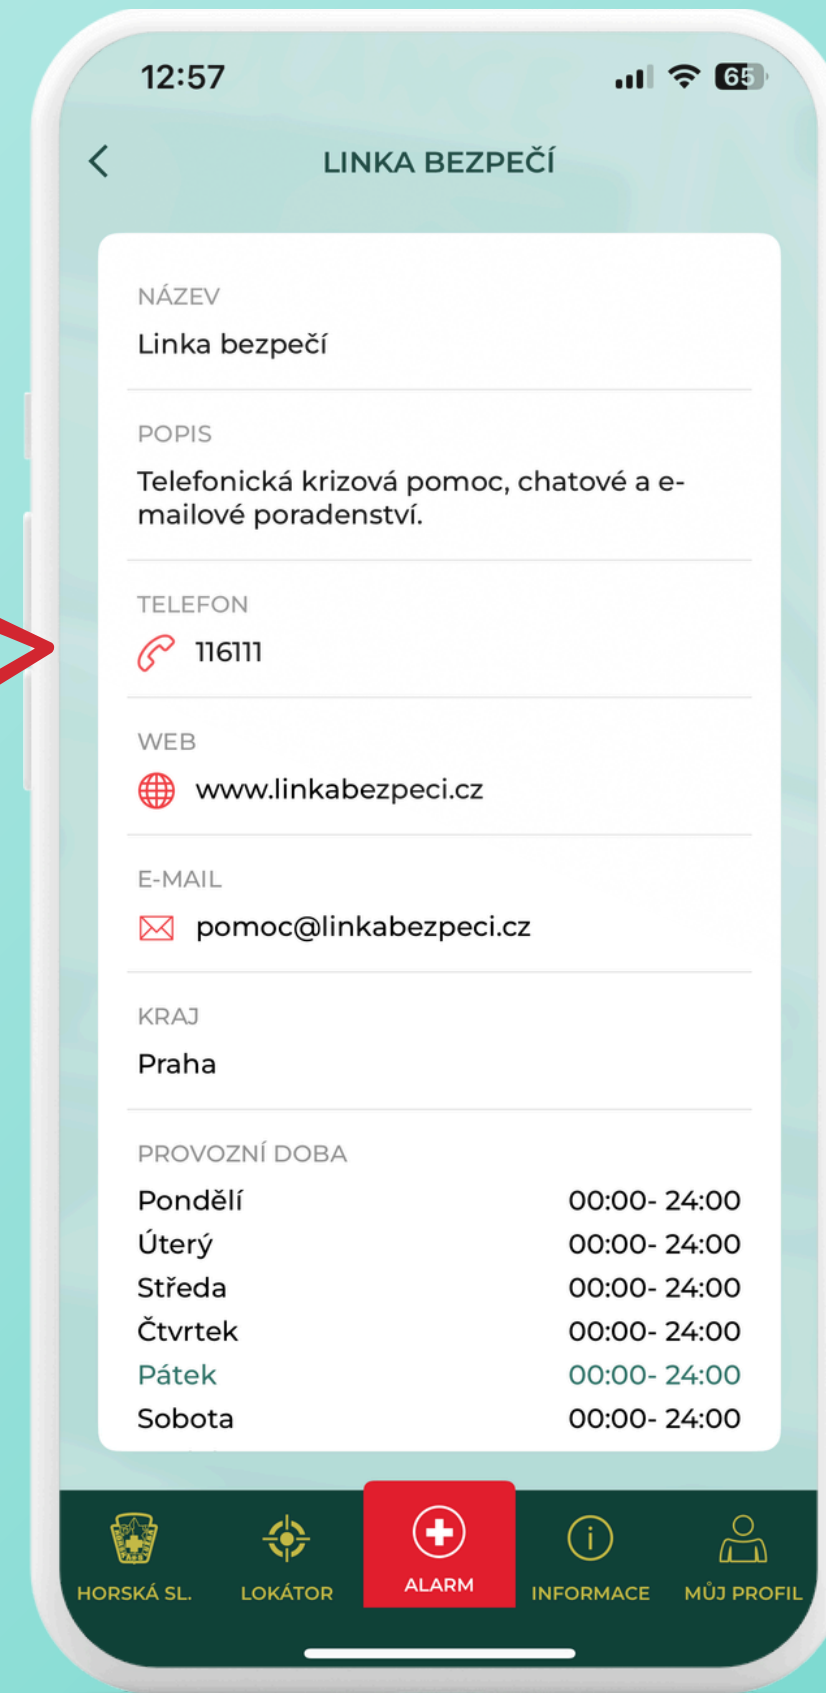 12:57
65
LINKA BEZPEČÍ
NÁZEV
Linka bezpečí
POPIS
Telefonická krizová pomoc, chatové a e-
mailové poradenství.
TELEFON
116111
WEB
www.linkabezpeci.cz
E-MAIL
pomoc@linkabezpeci.cz
KRAJ
Praha
PROVOZNÍ DOBA
Pondělí 00:00- 24:00
Úterý 00:00- 24:00
Středa 00:00- 24:00
Čtvrtek 00:00- 24:00
Pátek 00:00- 24:00
Sobota 00:00- 24:00
HORSKÁ SL. LOKÁTOR ALARM INFORMACE MŮJ PROFIL